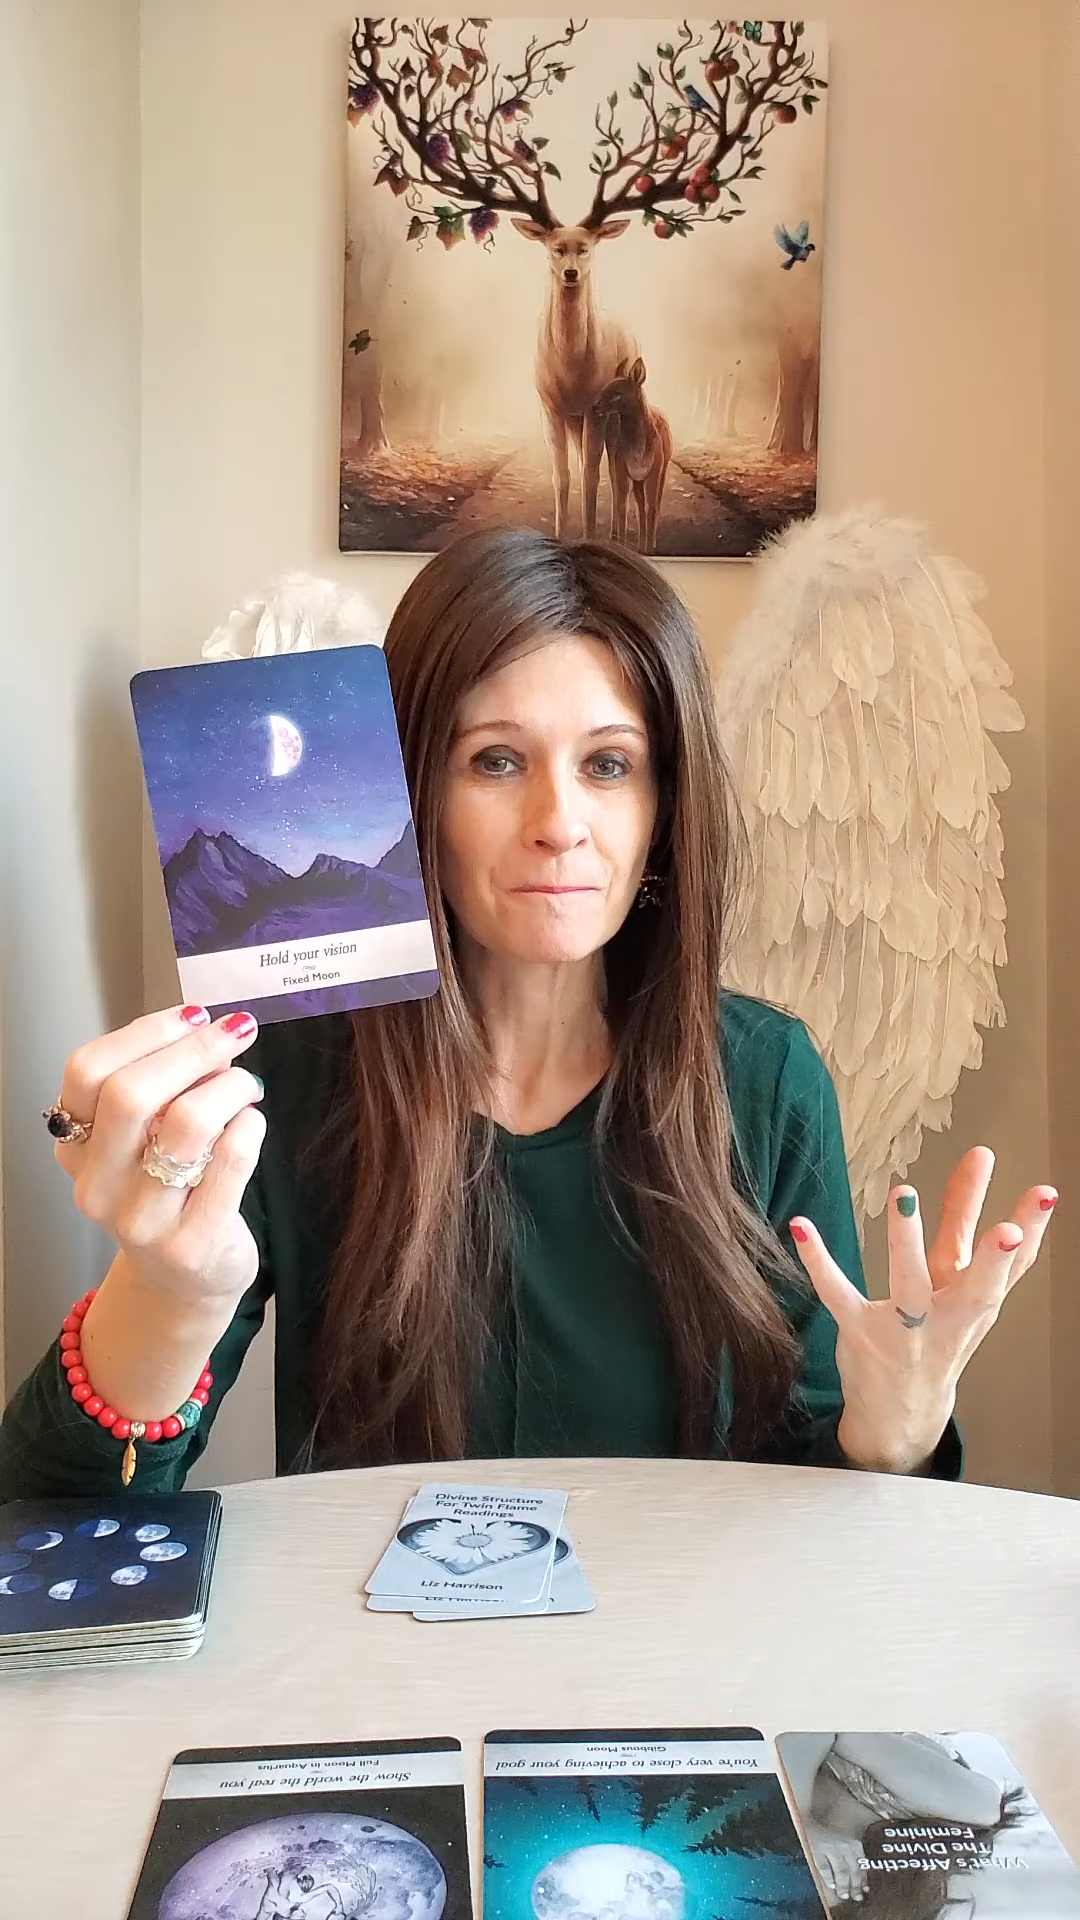 Hold your vision
Fixed Moon
Divine Structure
For Twin Flame
Readings
Liz Harrison
Show the world the real you
Full Moon in Aquarius
You're very close to achieving your goal
Gibbous Moon
What's Affecting
The Divine
Feminine